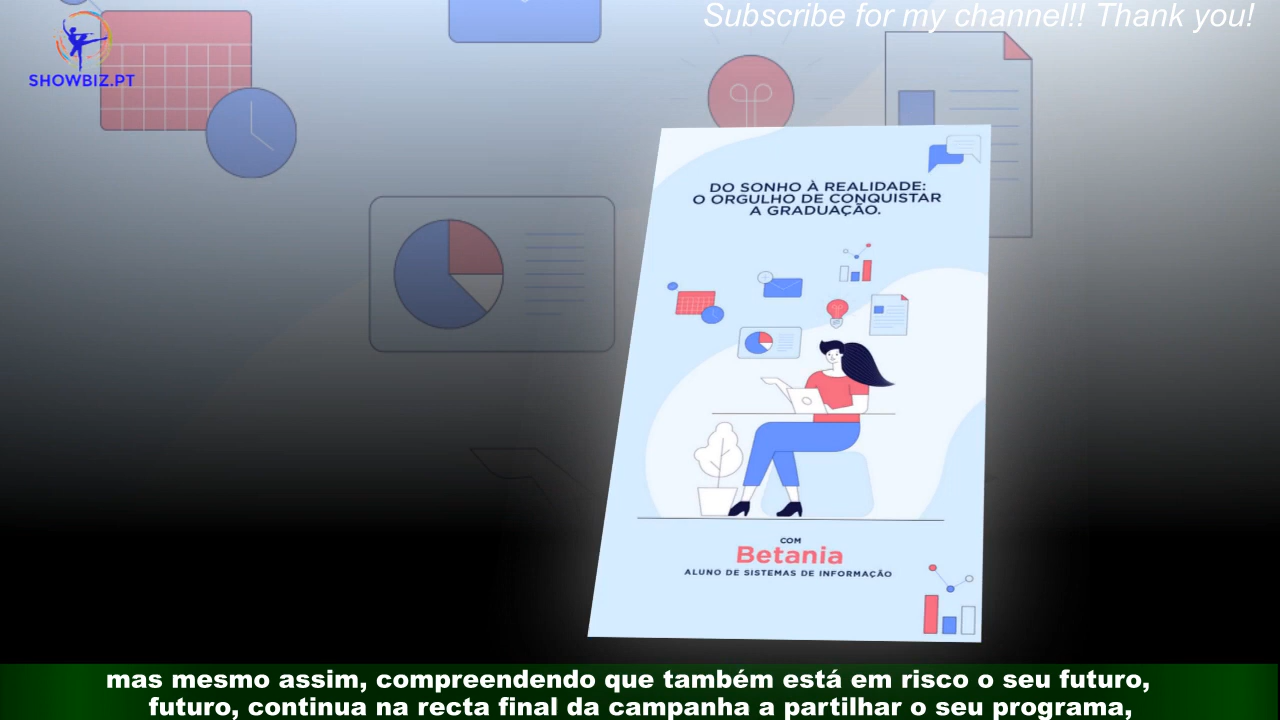 Subscribe for my channel!! Thank you!
SHOWBIZ.PT
DO SONHO À REALIDADE:
O ORGULHO DE CONQUISTAR
A GRADUAÇÃO.
COM
Betania
ALUNO DE SISTEMAS DE INFORMAÇÃO
mas mesmo assim, compreendendo que também está em risco o seu futuro,
futuro, continua na recta final da campanha a partilhar o seu programa,